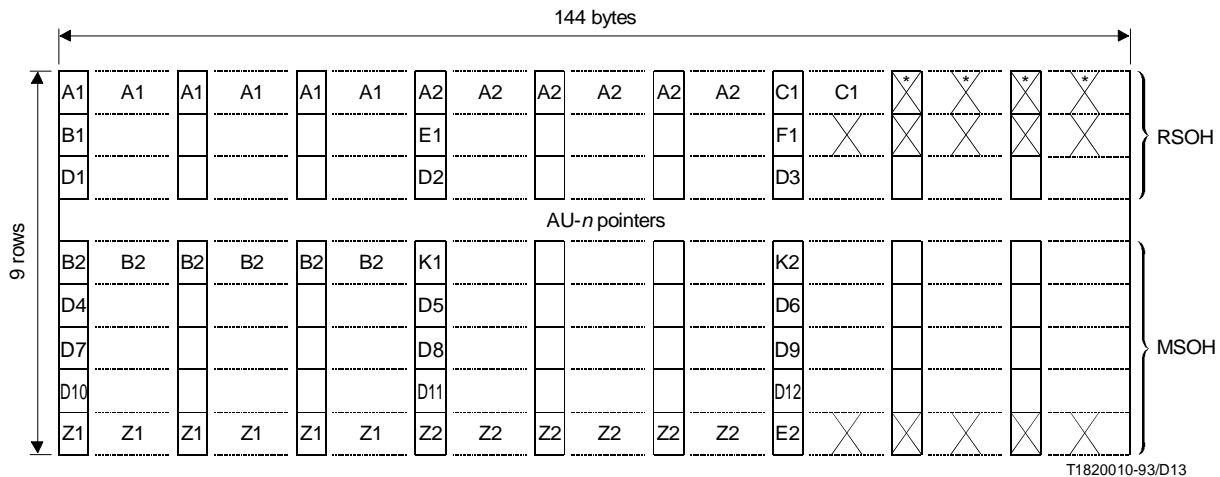 144 bytes
A1 A1 A1 A1 A1 A1 A2 A2 A2 A2 A2 A2 C1 C1 * * * *
B1 E1 F1
RSOH
D1 D2 D3
AU-n pointers
9 rows
B2 B2 B2 B2 B2 B2 K1 K2
D4 D5 D6
D7 D8 D9
MSOH
D10 D11 D12
Z1 Z1 Z1 Z1 Z1 Z1 Z2 Z2 Z2 Z2 Z2 Z2 E2
T1820010-93/D13